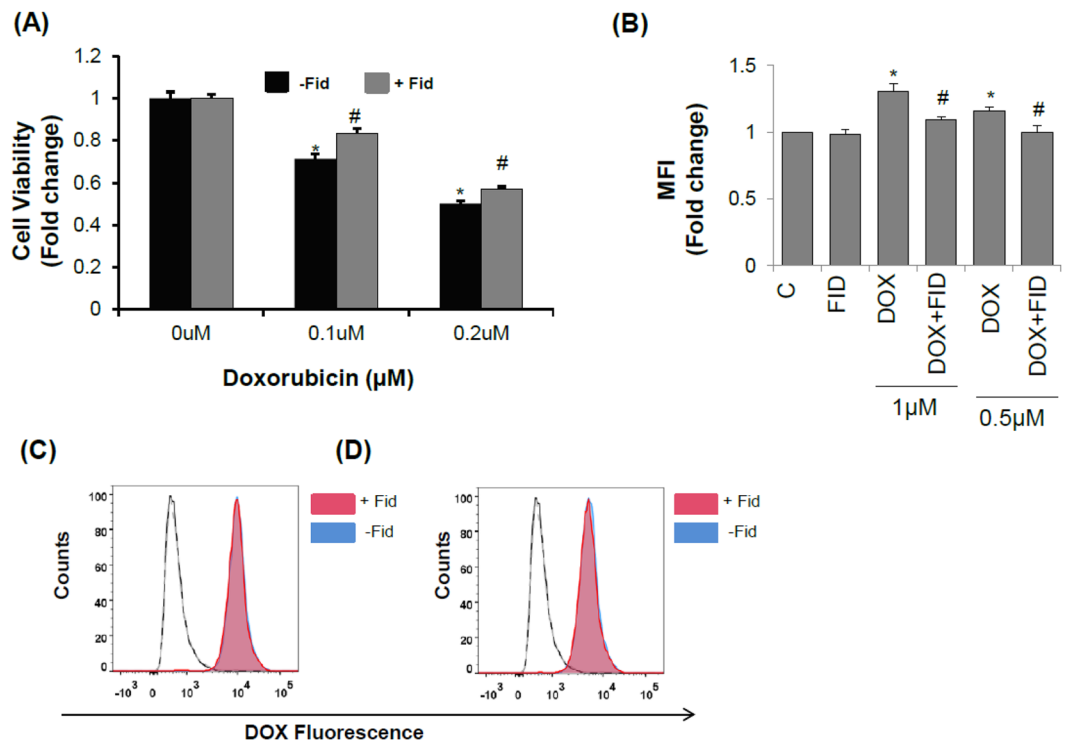 (A)
1.2
1
0.8
0.6
0.4
0.2
0
Cell Viability
(Fold change)
-Fid
+ Fid
*
#
*
#
0uM
0.1uM
0.2uM
Doxorubicin (µM)
(B)
1.5
1
0.5
0
MFI
(Fold change)
*
#
*
#
C
FID
DOX
DOX+FID
DOX
DOX+FID
1µM
0.5µM
(C)
100
80
60
40
20
0
Counts
-10³
0
10³
10⁴
10⁵
+ Fid
-Fid
(D)
100
80
60
40
20
0
Counts
-10³
0
10³
10⁴
10⁵
+ Fid
-Fid
DOX Fluorescence